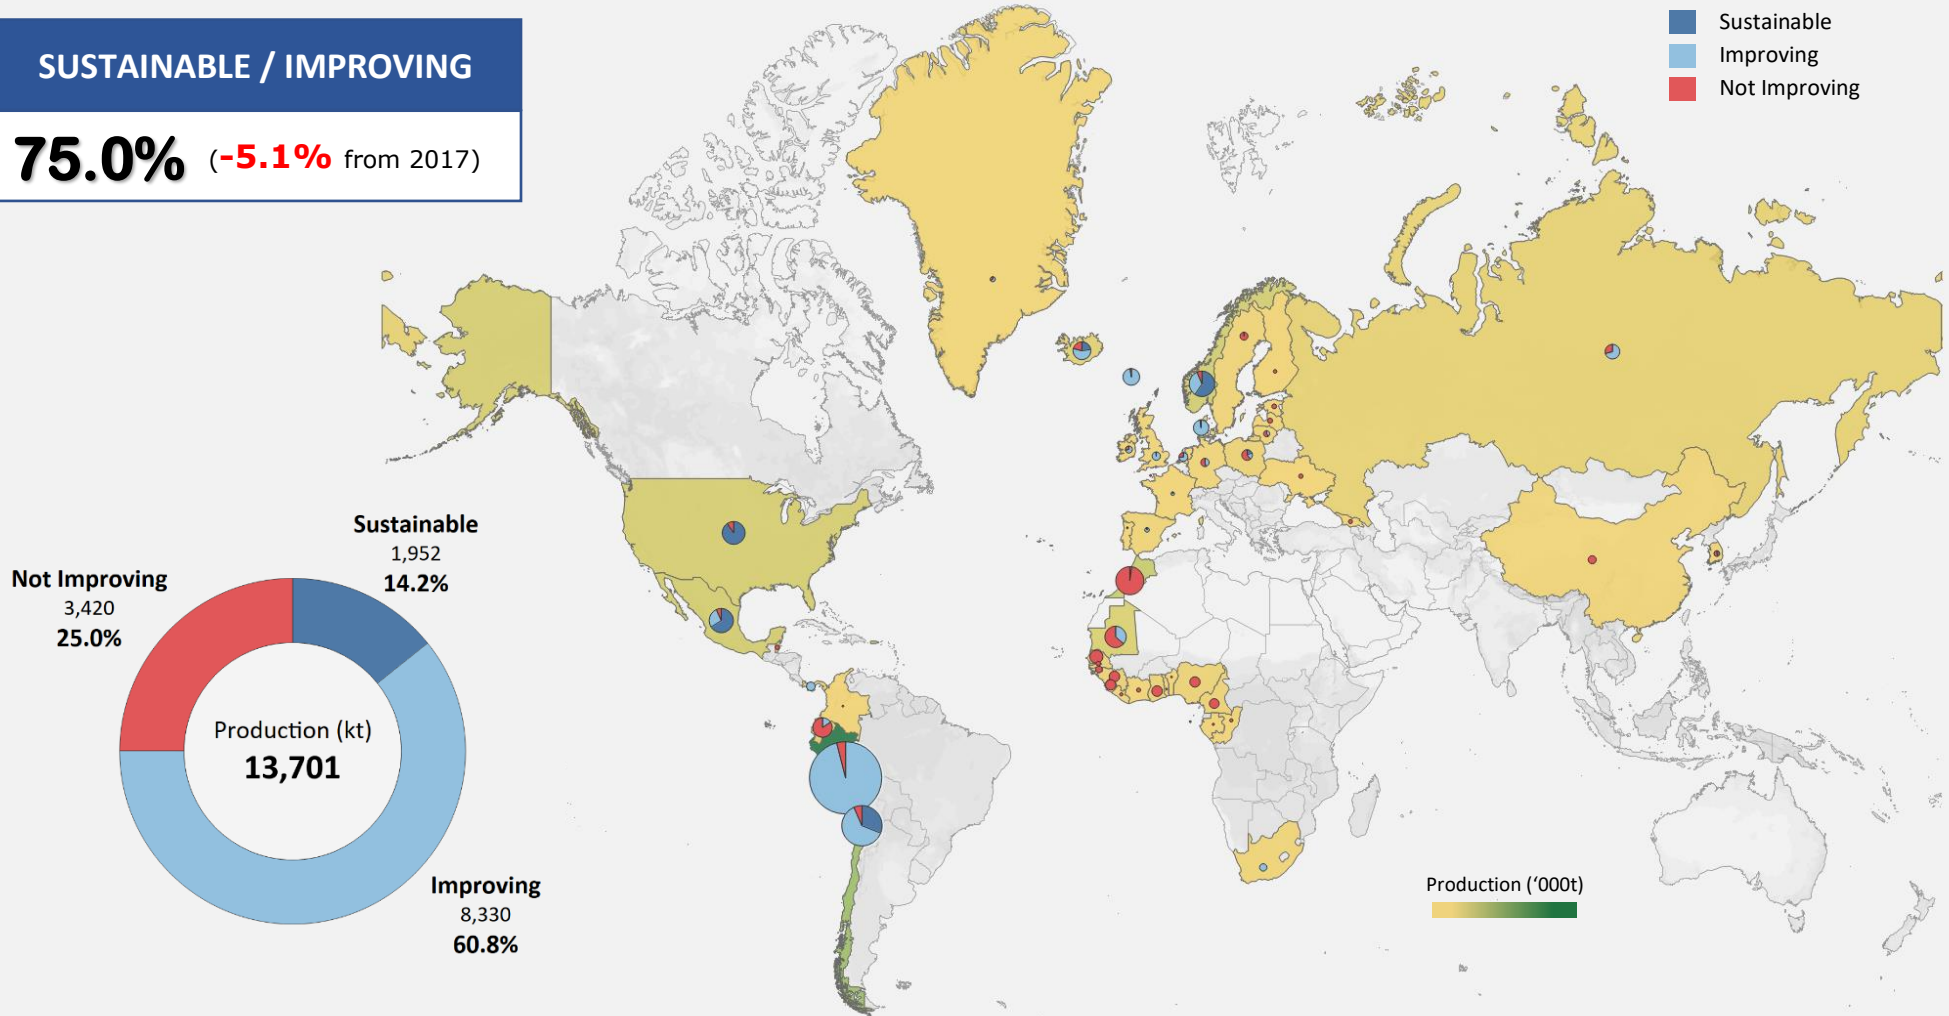 SUSTAINABLE / IMPROVING
75.0% (-5.1% from 2017)
Sustainable
Improving
Not Improving
Sustainable
1,952
14.2%
Not Improving
3,420
25.0%
Production (kt)
13,701
Improving
8,330
60.8%
Production (‘000t)